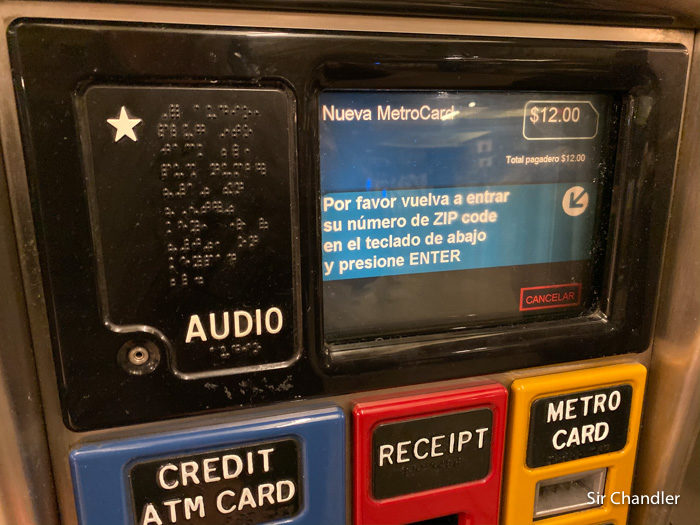 Nueva MetroCard
$12.00
Total pagadero $12.00
Por favor vuelva a entrar
su número de ZIP code
en el teclado de abajo
y presione ENTER
CANCELAR
AUDIO
CREDIT
ATM CARD
RECEIPT
METRO
CARD
Sir Chandler